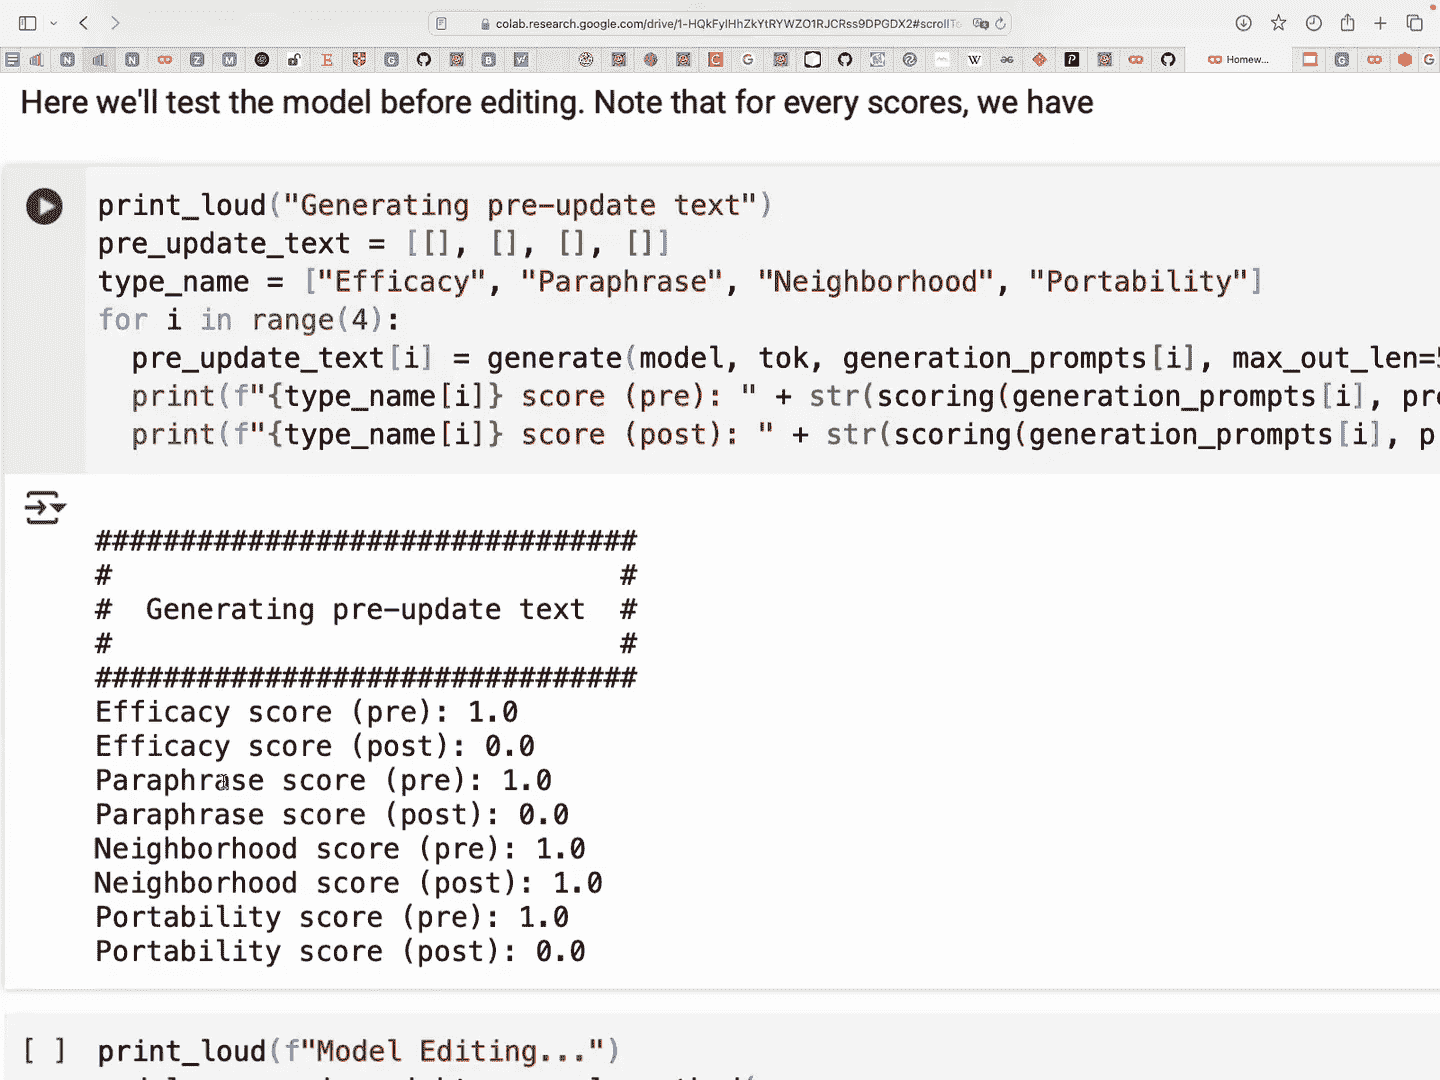 colab.research.google.com/drive/1-HQkFyIHhZkYtRYWZO1RJCRss9DPGDX2#scrollTo
Homew...
Here we'll test the model before editing. Note that for every scores, we have
print_loud("Generating pre-update text")
pre_update_text = [[], [], [], []]
type_name = ["Efficacy", "Paraphrase", "Neighborhood", "Portability"]
for i in range(4):
pre_update_text[i] = generate(model, tok, generation_prompts[i], max_out_len=5
print(f"{type_name[i]} score (pre): " + str(scoring(generation_prompts[i], pre
print(f"{type_name[i]} score (post): " + str(scoring(generation_prompts[i], p
################################
# #
# Generating pre-update text #
# #
################################
Efficacy score (pre): 1.0
Efficacy score (post): 0.0
Paraphrase score (pre): 1.0
Paraphrase score (post): 0.0
Neighborhood score (pre): 1.0
Neighborhood score (post): 1.0
Portability score (pre): 1.0
Portability score (post): 0.0
[ ] print_loud(f"Model Editing...")